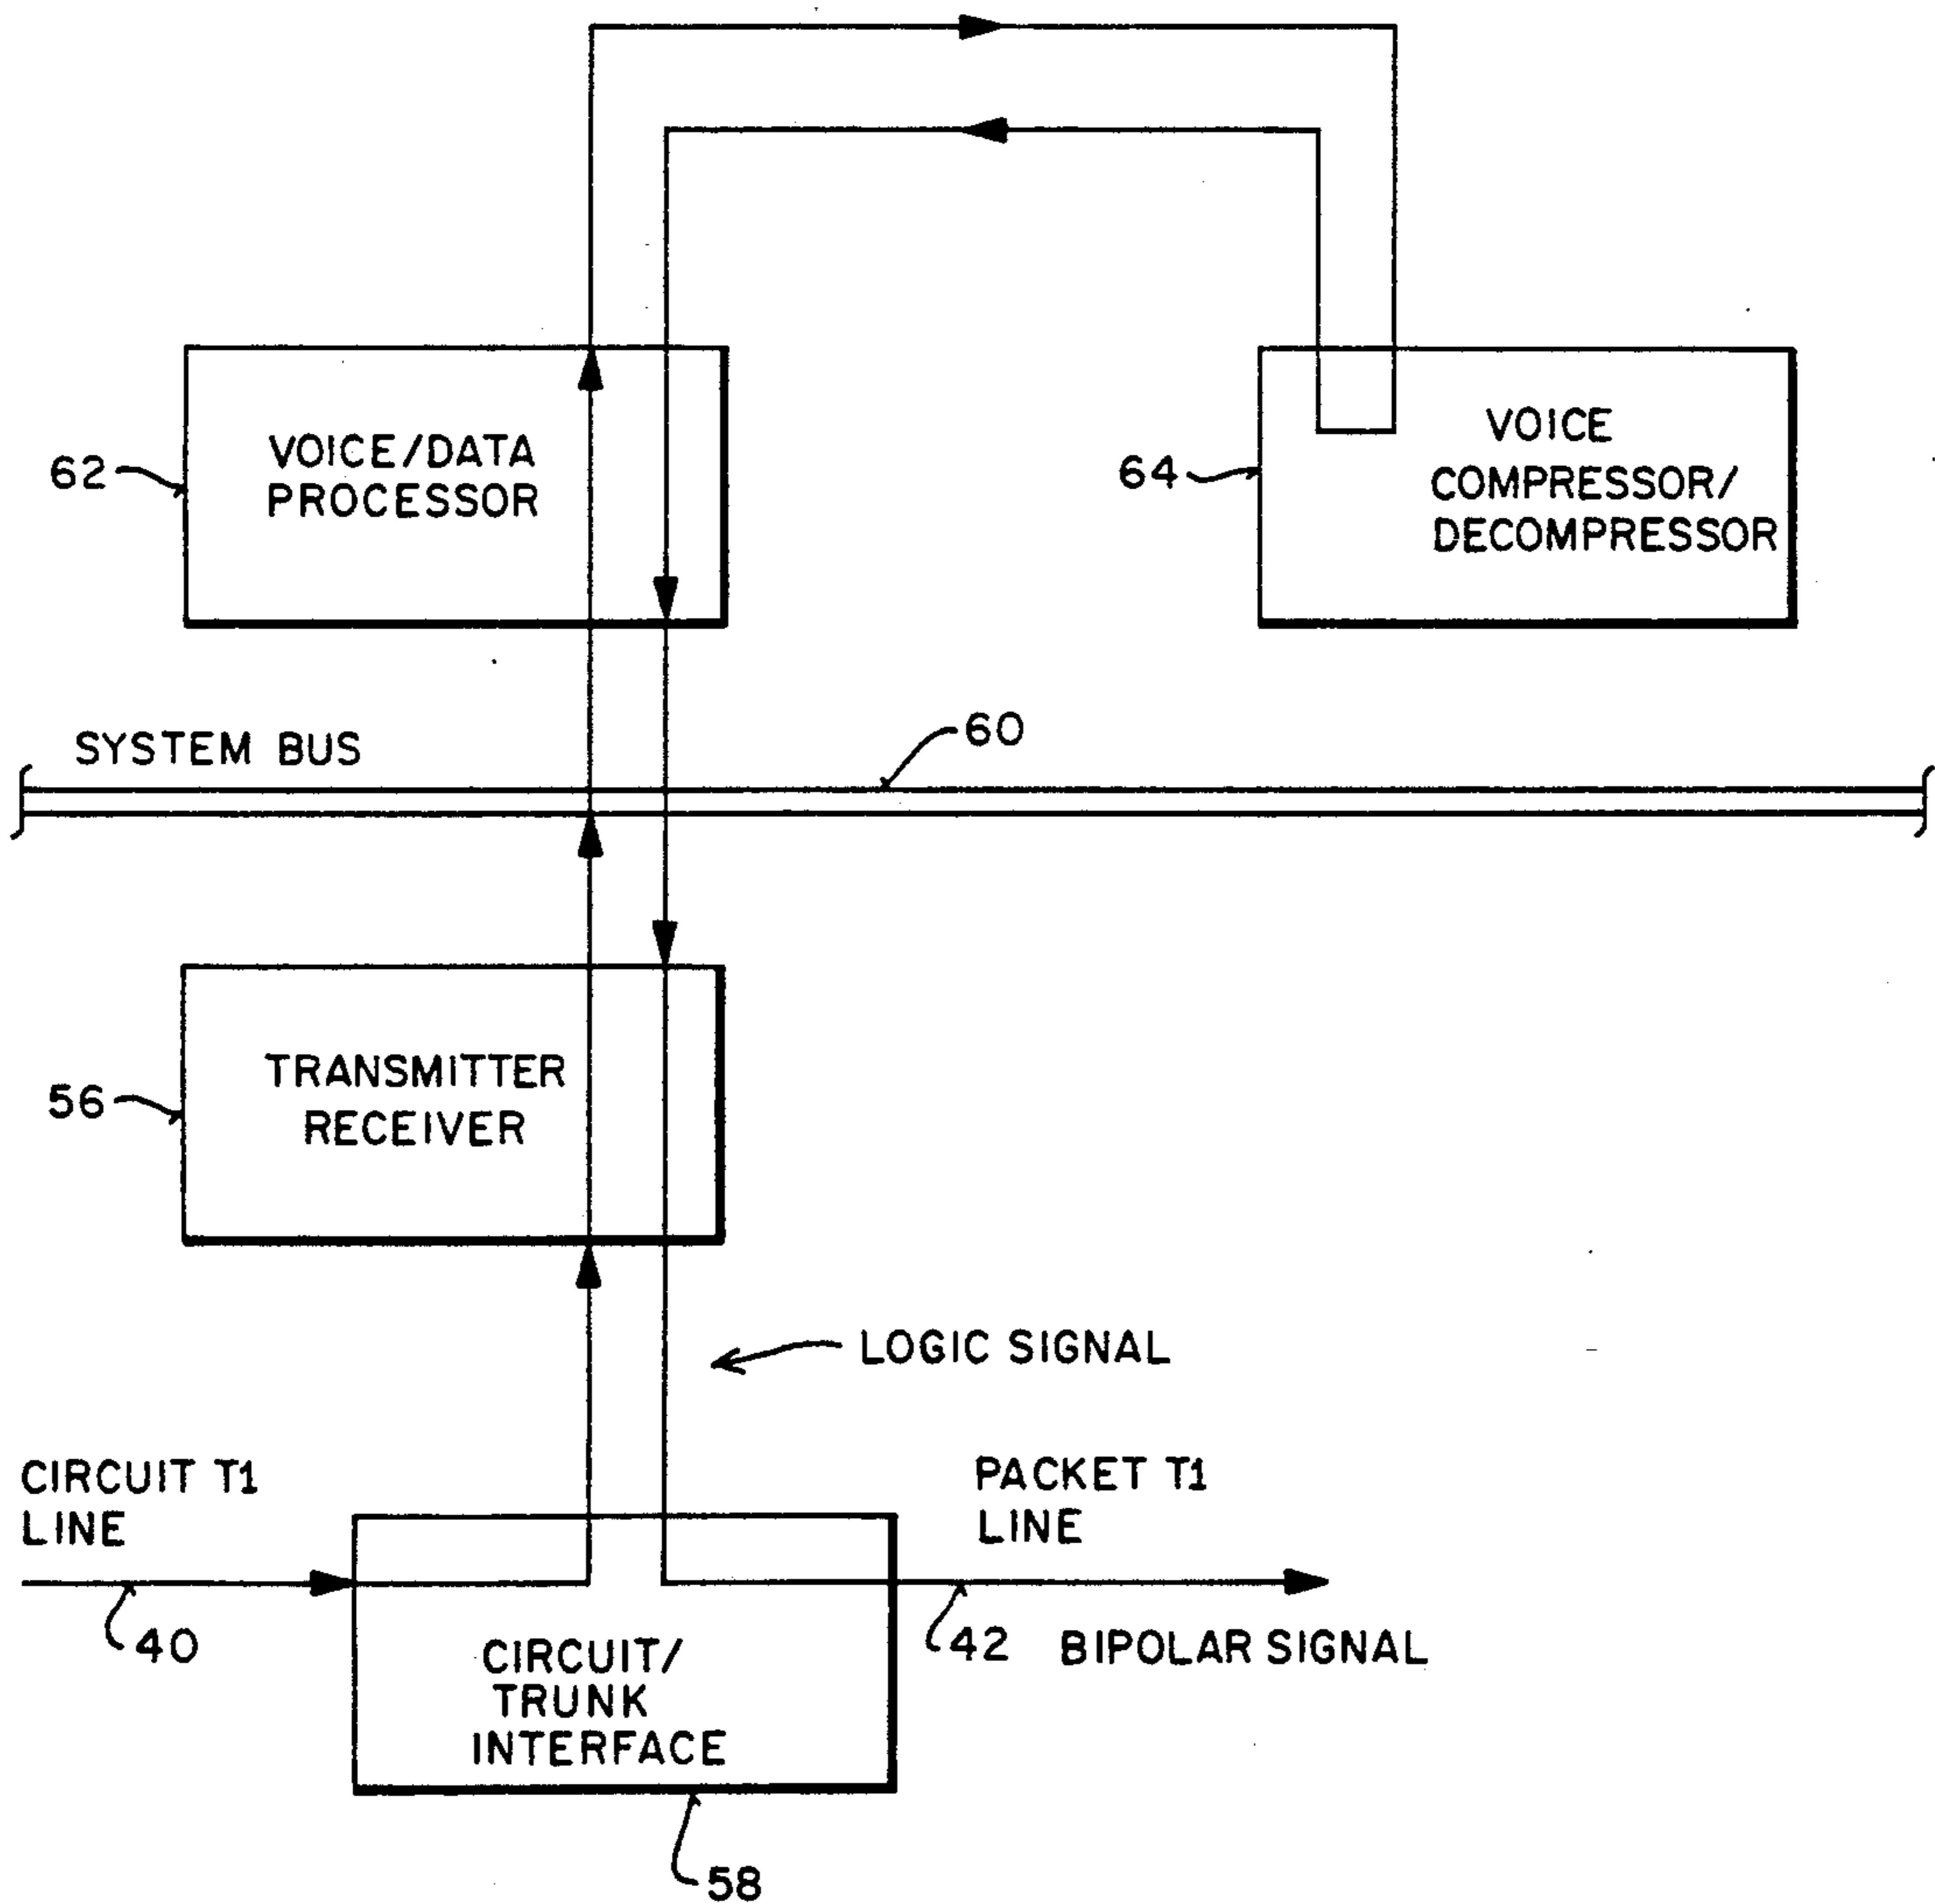 62
VOICE/DATA
PROCESSOR
64
VOICE
COMPRESSOR/
DECOMPRESSOR
SYSTEM BUS
60
56
TRANSMITTER
RECEIVER
LOGIC SIGNAL
CIRCUIT T1
LINE
PACKET T1
LINE
40
42
BIPOLAR SIGNAL
CIRCUIT/
TRUNK
INTERFACE
58